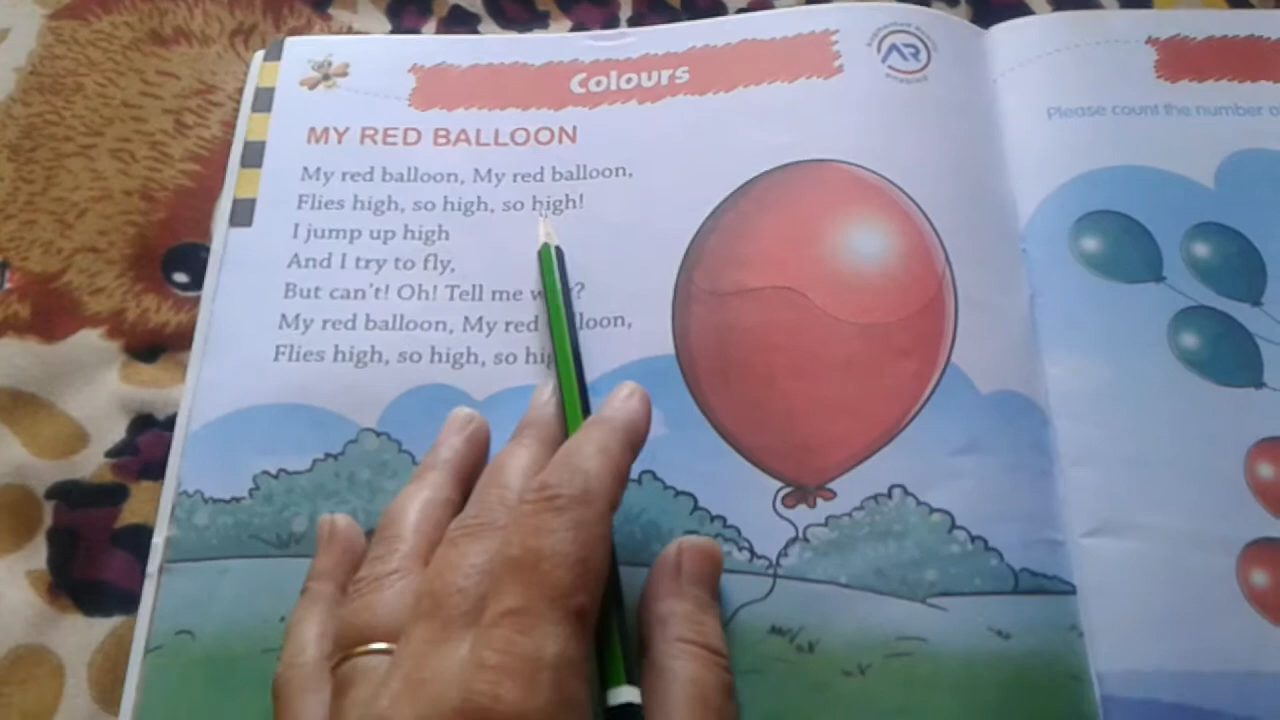 Colours
MY RED BALLOON
My red balloon, My red balloon,
Flies high, so high, so high!
I jump up high
And I try to fly,
But can't! Oh! Tell me ?
My red balloon, My red
Flies high, so high, so
AR
enabled
Please count the number